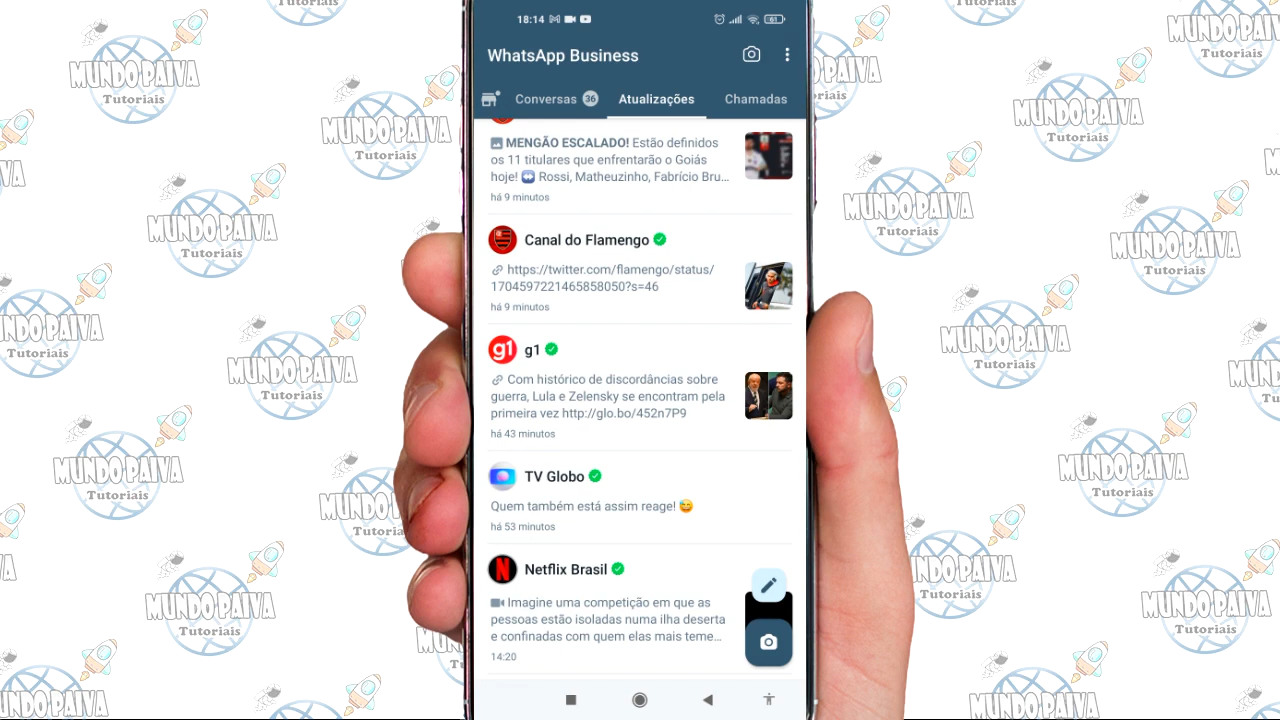 18:14
61
WhatsApp Business
Conversas 36
Atualizações
Chamadas
MENGÃO ESCALADO! Estão definidos
os 11 titulares que enfrentarão o Goiás
hoje! Rossi, Matheuzinho, Fabrício Bru...
há 9 minutos
Canal do Flamengo
https://twitter.com/flamengo/status/
1704597221465858050?s=46
há 9 minutos
g1 g1
Com histórico de discordâncias sobre
guerra, Lula e Zelensky se encontram pela
primeira vez http://glo.bo/452n7P9
há 43 minutos
TV Globo
Quem também está assim reage! 😅
há 53 minutos
N Netflix Brasil
Imagine uma competição em que as
pessoas estão isoladas numa ilha deserta
e confinadas com quem elas mais teme...
14:20
MUNDO PAIVA
Tutoriais